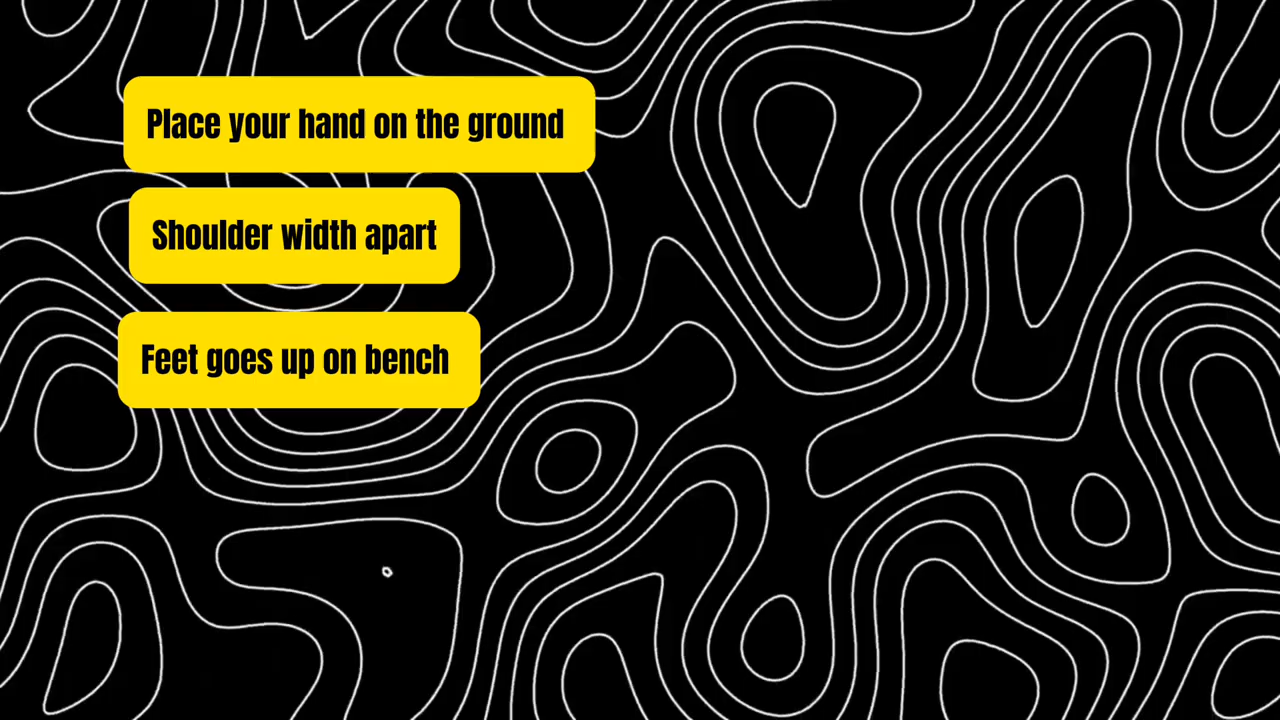 Place your hand on the ground
Shoulder width apart
Feet goes up on bench